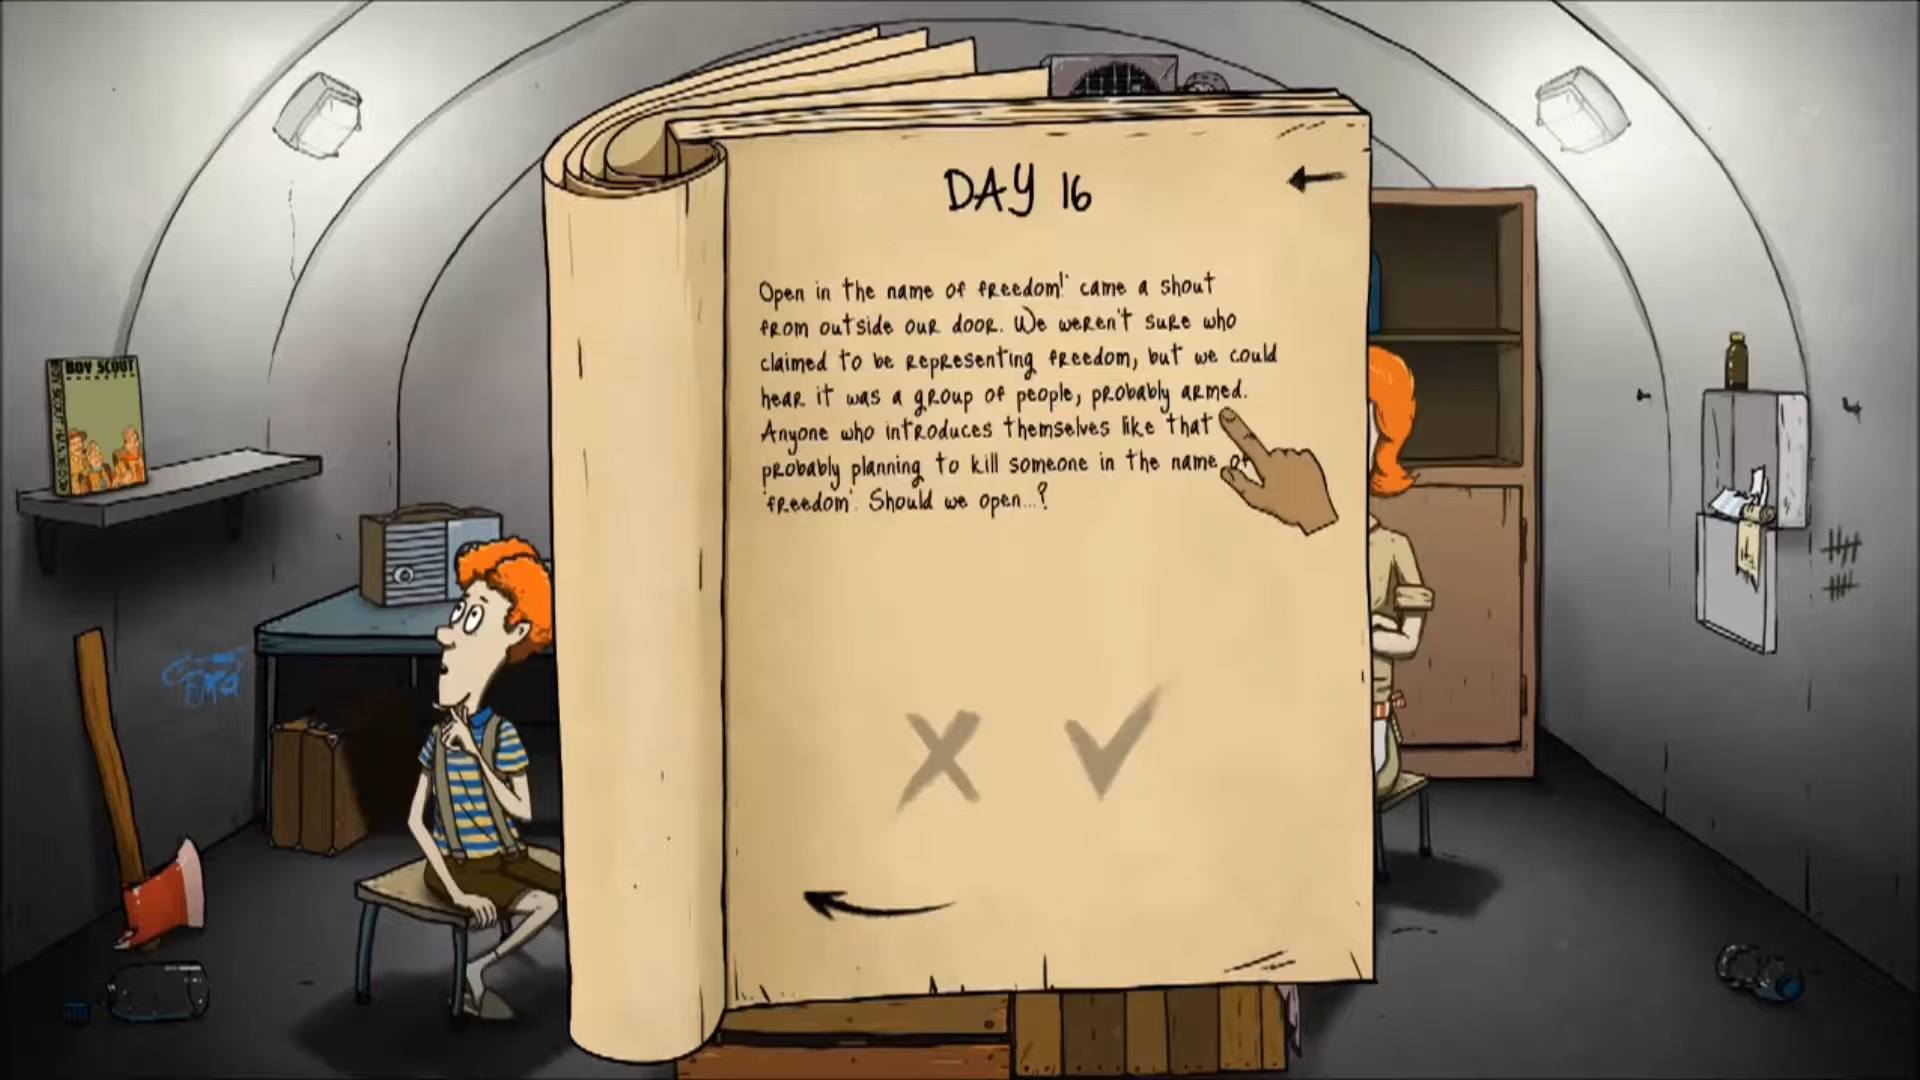 BOY SCOUT
DAY 16
Open in the name of freedom!' came a shout
from outside our door. We weren't sure who
claimed to be representing freedom, but we could
hear it was a group of people, probably armed.
Anyone who introduces themselves like that
probably planning to kill someone in the name of
'freedom'. Should we open...?